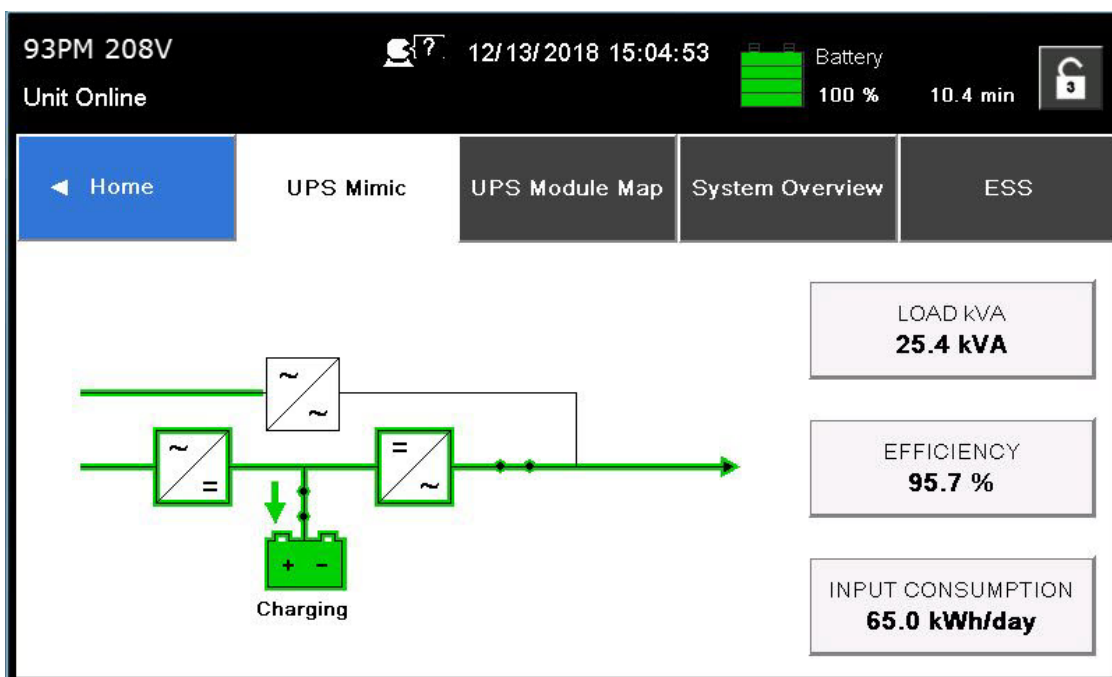 93PM 208V
?
12/13/2018 15:04:53
Battery
Unit Online
100 %
10.4 min
3
◄ Home
UPS Mimic
UPS Module Map
System Overview
ESS
LOAD kVA
25.4 kVA
~
~
EFFICIENCY
95.7 %
~
=
=
~
+ -
Charging
INPUT CONSUMPTION
65.0 kWh/day